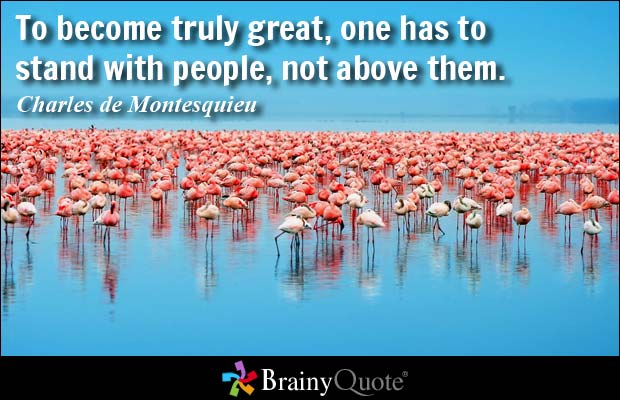 To become truly great, one has to
stand with people, not above them.
Charles de Montesquieu
BrainyQuote®